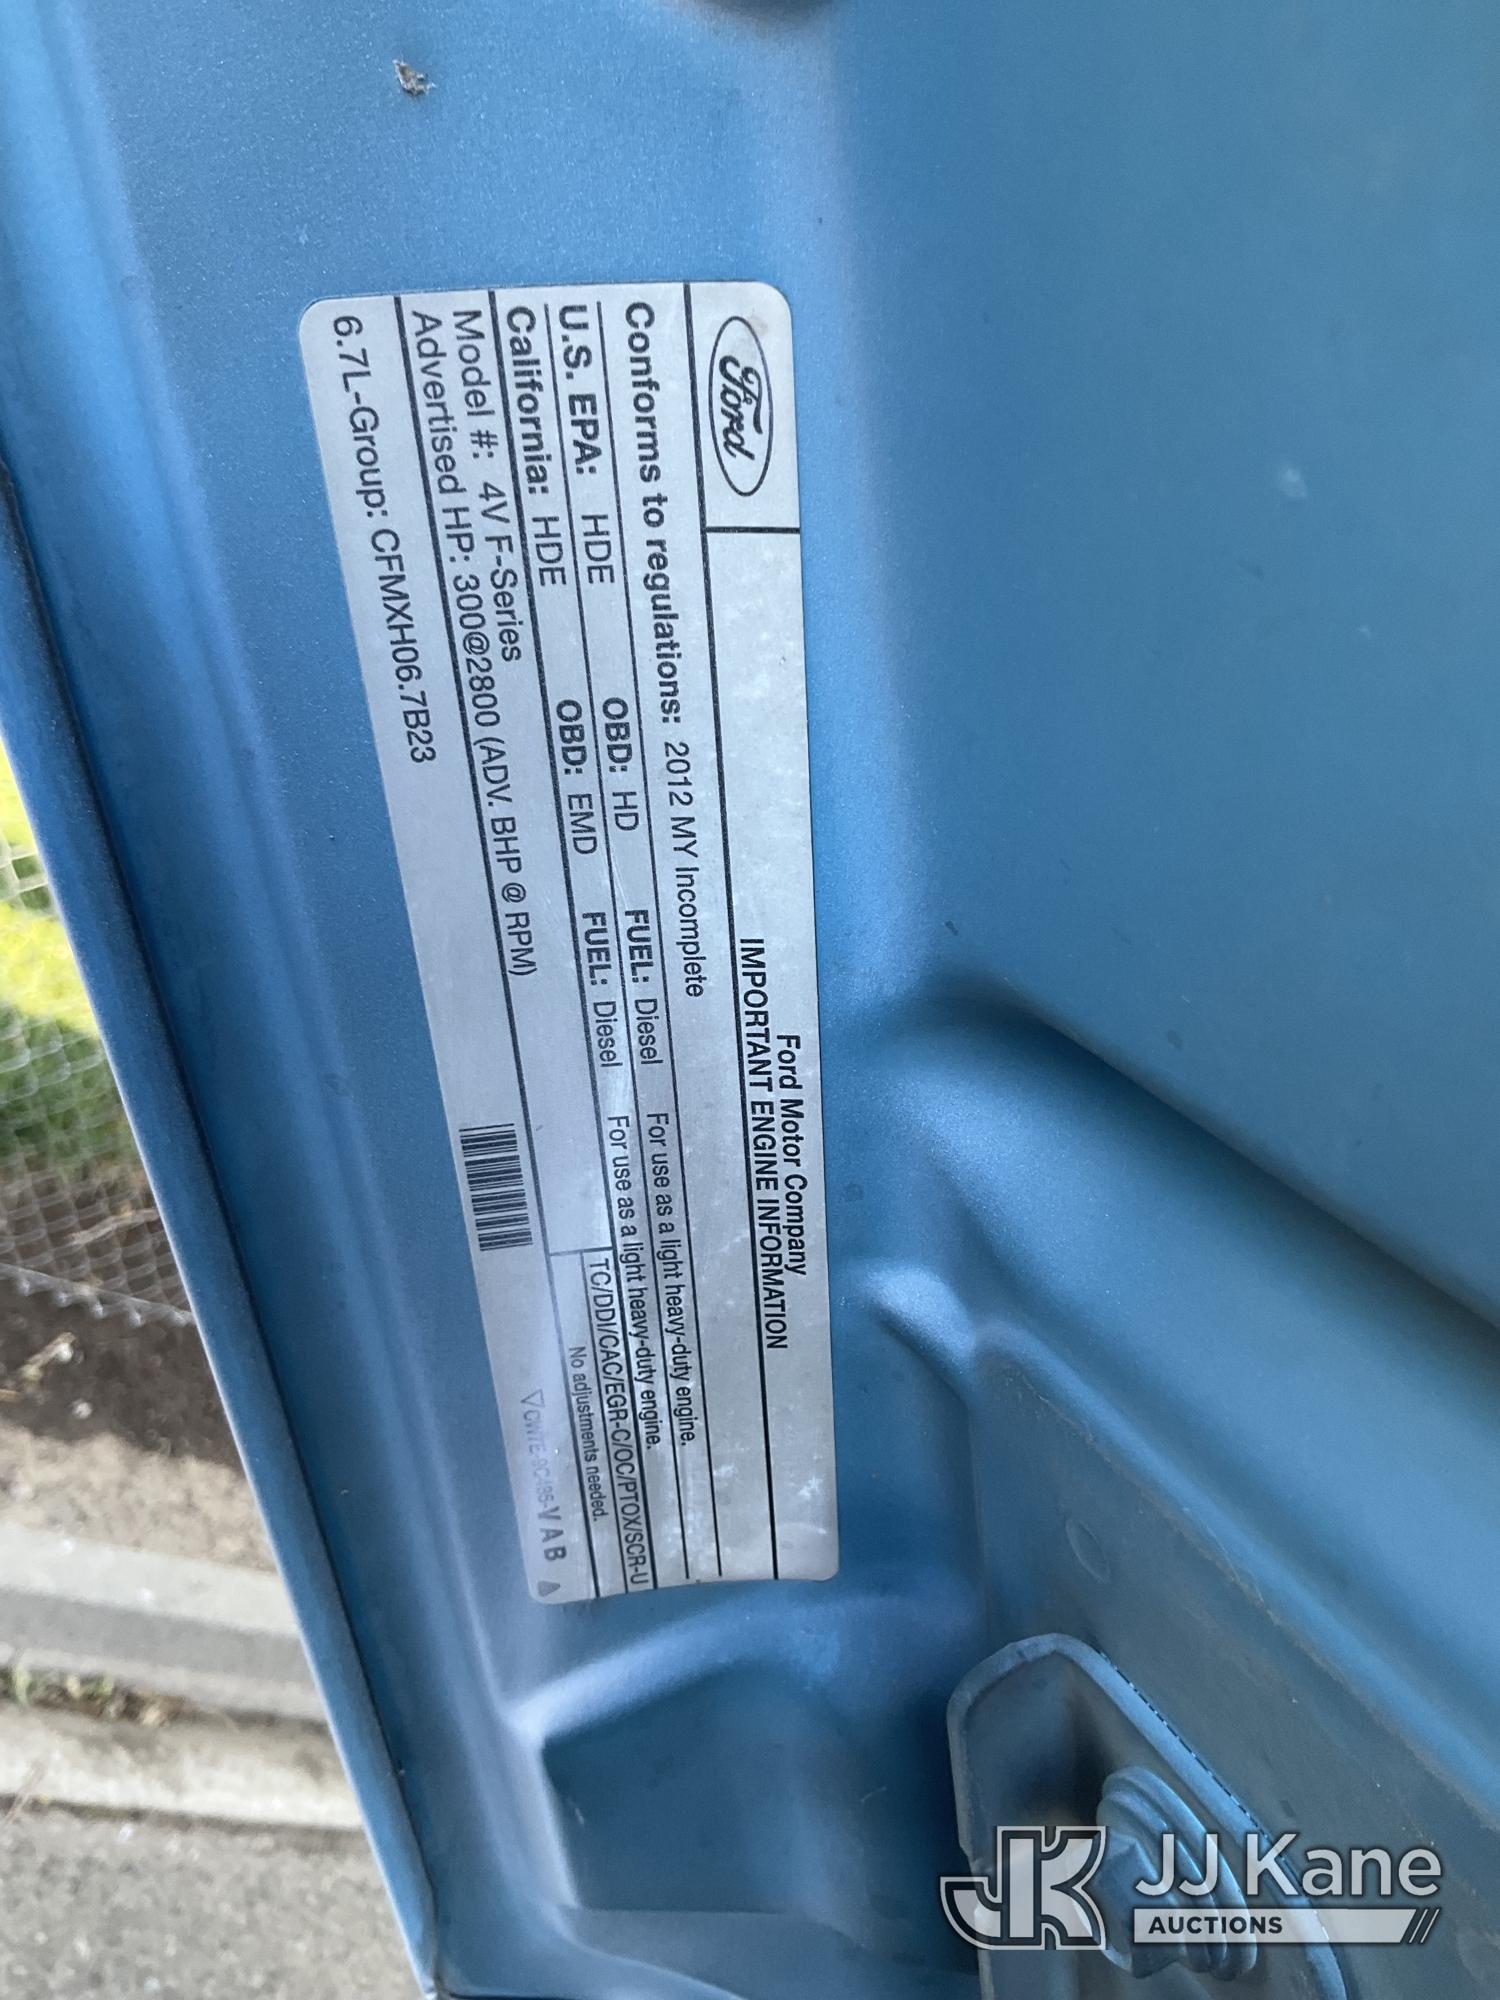 Ford
Ford Motor Company
IMPORTANT ENGINE INFORMATION
Conforms to regulations: 2012 MY Incomplete
U.S. EPA: HDE OBD: HD FUEL: Diesel For use as a light heavy-duty engine.
California: HDE OBD: EMD FUEL: Diesel For use as a light heavy-duty engine.
Model #: 4V F-Series TC/DDI/CAC/EGR-C/OC/PTOX/SCR-U
Advertised HP: 300@2800 (ADV. BHP @ RPM) No adjustments needed.
6.7L-Group: CFMXH06.7B23
VAB
JK JJ Kane
AUCTIONS